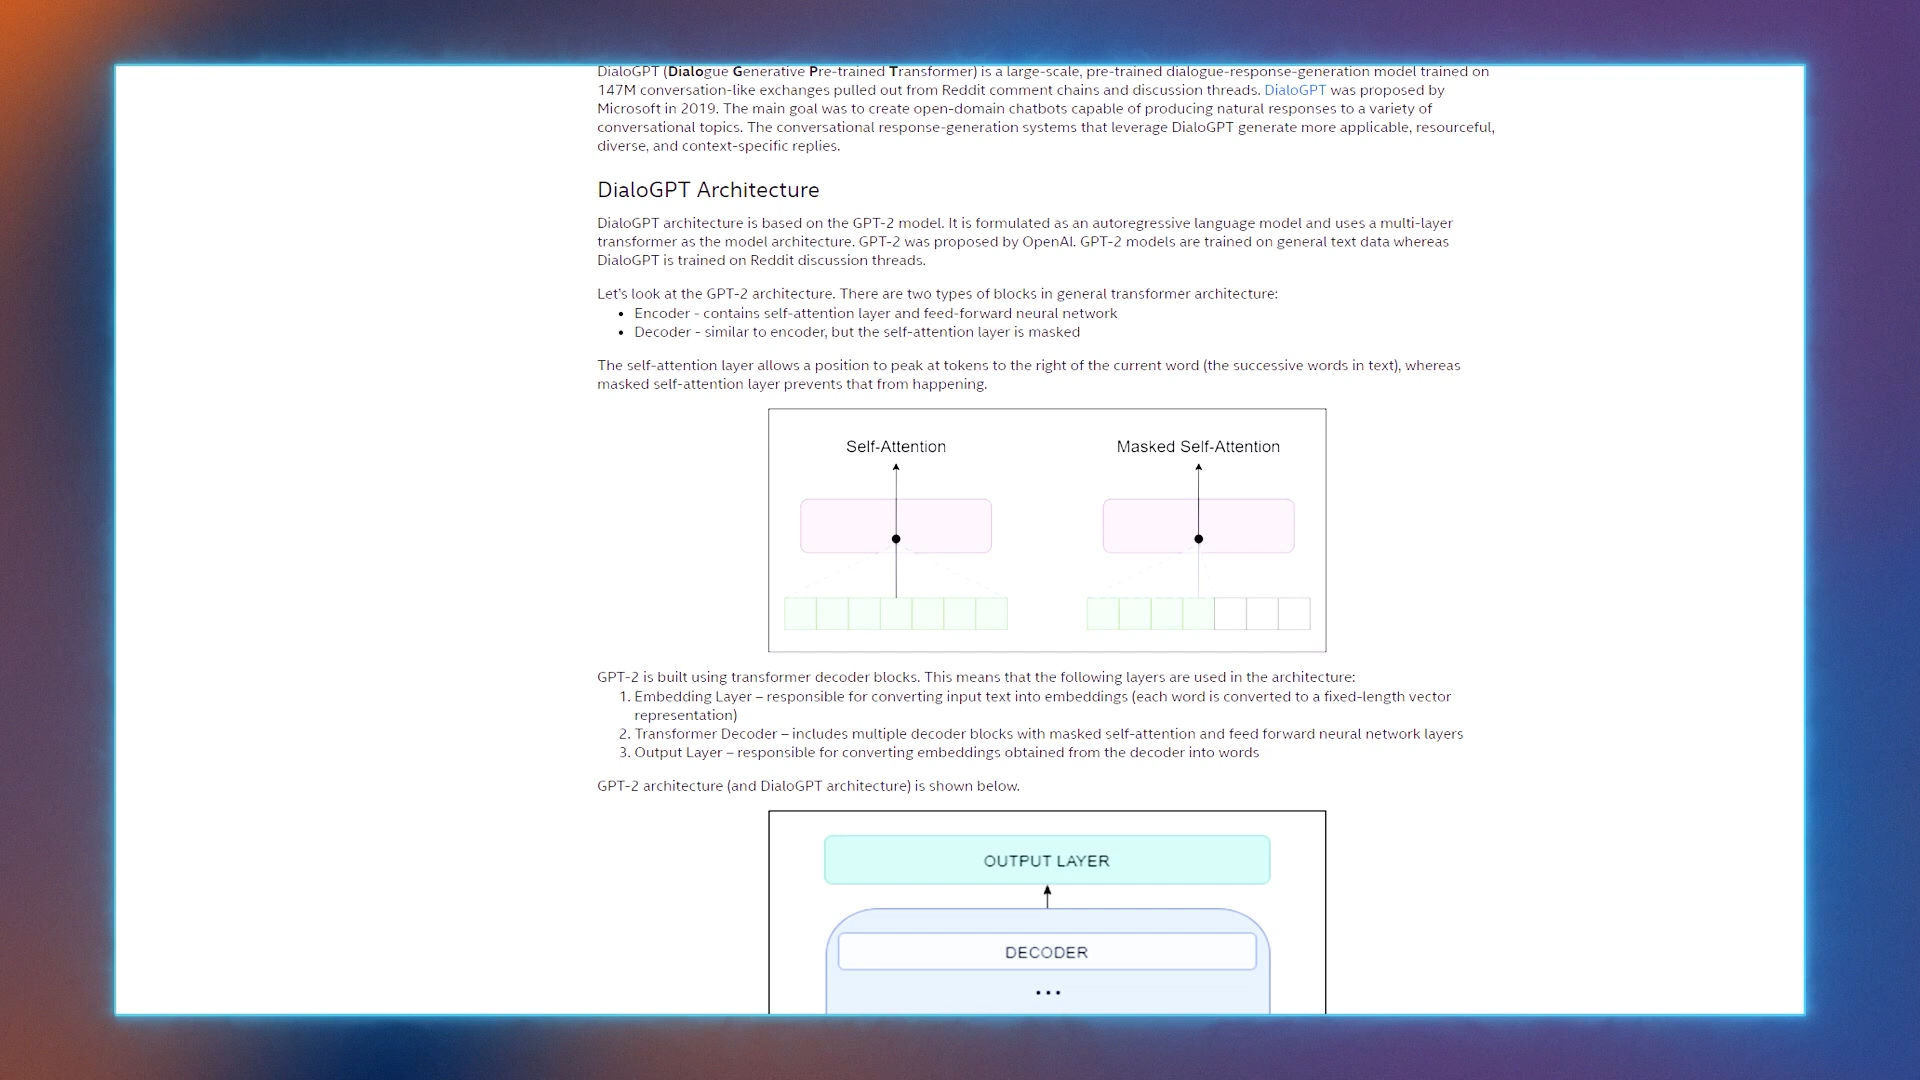 DialoGPT (Dialogue Generative Pre-trained Transformer) is a large-scale, pre-trained dialogue-response-generation model trained on
147M conversation-like exchanges pulled out from Reddit comment chains and discussion threads. DialoGPT was proposed by
Microsoft in 2019. The main goal was to create open-domain chatbots capable of producing natural responses to a variety of
conversational topics. The conversational response-generation systems that leverage DialoGPT generate more applicable, resourceful,
diverse, and context-specific replies.
DialoGPT Architecture
DialoGPT architecture is based on the GPT-2 model. It is formulated as an autoregressive language model and uses a multi-layer
transformer as the model architecture. GPT-2 was proposed by OpenAI. GPT-2 models are trained on general text data whereas
DialoGPT is trained on Reddit discussion threads.
Let's look at the GPT-2 architecture. There are two types of blocks in general transformer architecture:
• Encoder - contains self-attention layer and feed-forward neural network
• Decoder - similar to encoder, but the self-attention layer is masked
The self-attention layer allows a position to peak at tokens to the right of the current word (the successive words in text), whereas
masked self-attention layer prevents that from happening.
Self-Attention
Masked Self-Attention
GPT-2 is built using transformer decoder blocks. This means that the following layers are used in the architecture:
1. Embedding Layer – responsible for converting input text into embeddings (each word is converted to a fixed-length vector
representation)
2. Transformer Decoder – includes multiple decoder blocks with masked self-attention and feed forward neural network layers
3. Output Layer – responsible for converting embeddings obtained from the decoder into words
GPT-2 architecture (and DialoGPT architecture) is shown below.
OUTPUT LAYER
DECODER
...